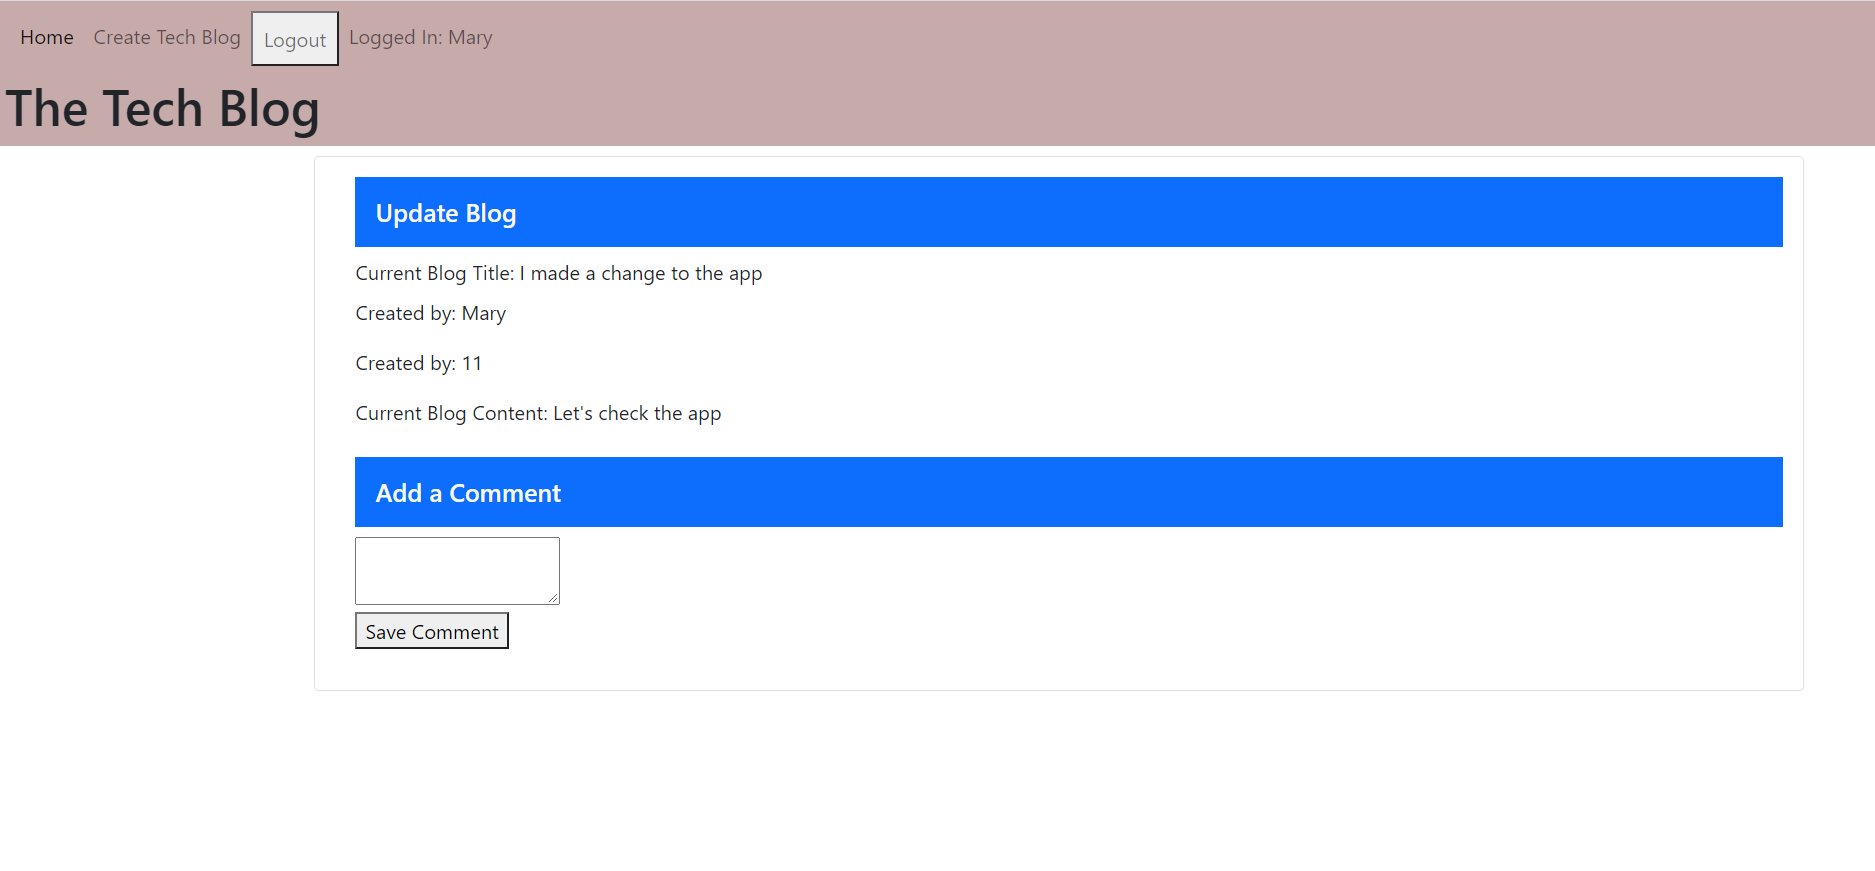 Home Create Tech Blog Logout Logged In: Mary
The Tech Blog
Update Blog
Current Blog Title: I made a change to the app
Created by: Mary
Created by: 11
Current Blog Content: Let's check the app
Add a Comment
Save Comment